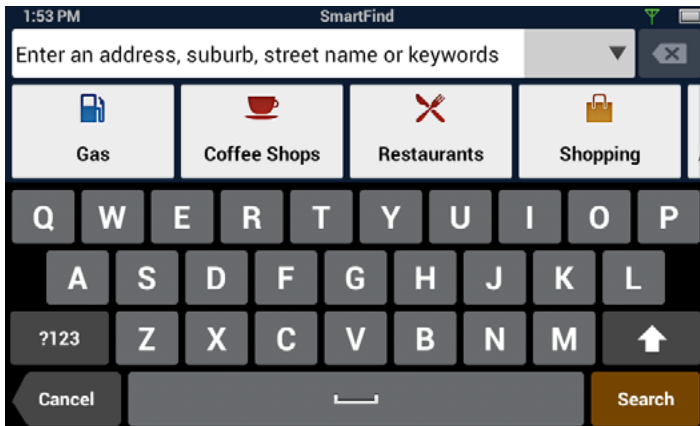 1:53 PM SmartFind
Enter an address, suburb, street name or keywords
Gas Coffee Shops Restaurants Shopping
Q W E R T Y U I O P
A S D F G H J K L
?123 Z X C V B N M
Cancel Search